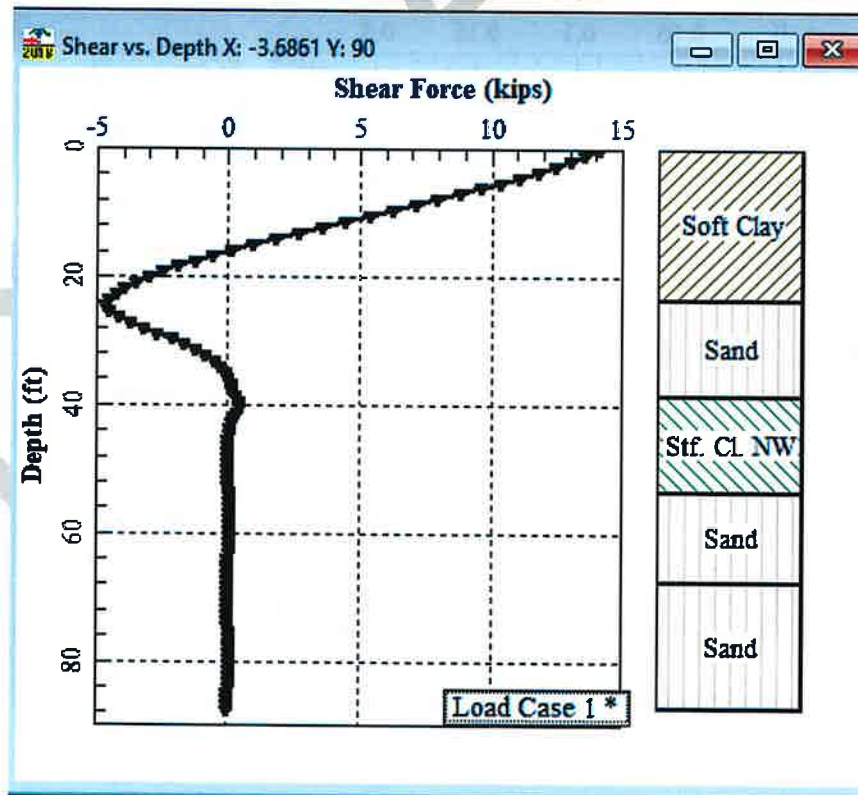 2018
Shear vs. Depth X: -3.6861 Y: 90
Shear Force (kips)
-5 0 5 10 15
Depth (ft)
0
20
40
60
80
Soft Clay
Sand
Stf. Cl. NW
Sand
Sand
Load Case 1 *